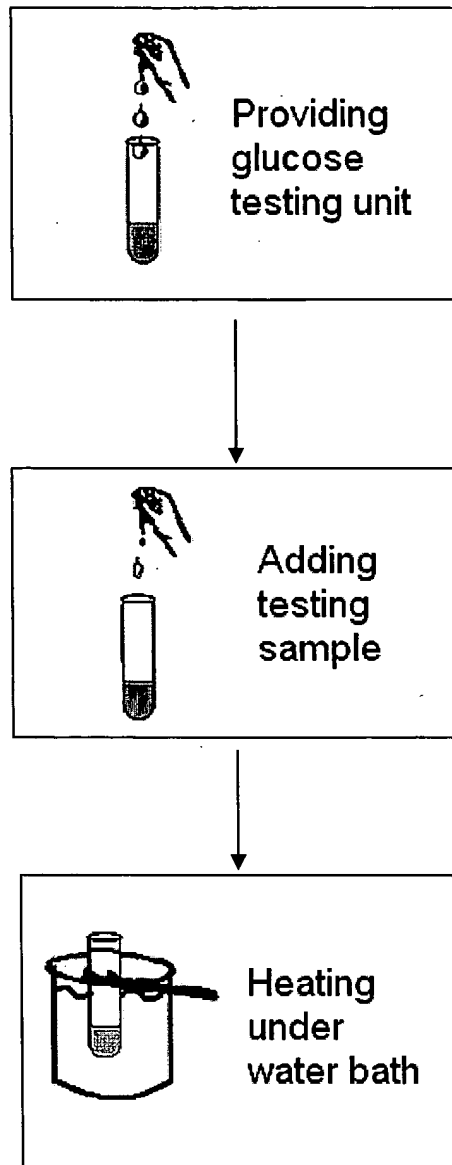 Providing
glucose
testing unit
Adding
testing
sample
Heating
under
water bath